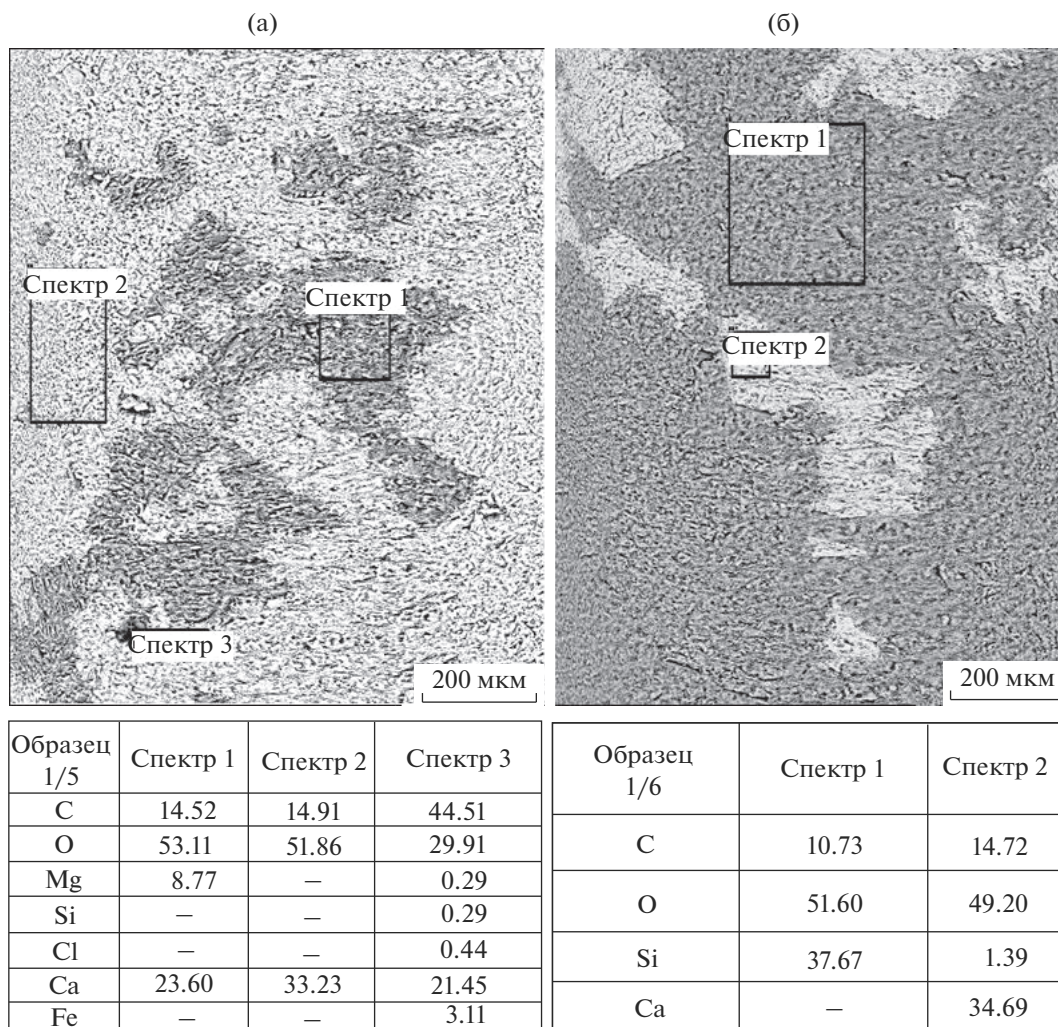 (а)
(б)
Спектр 1
Спектр 2
Спектр 1
Спектр 2
Спектр 3
200 мкм
200 мкм
Образец 1/5 Спектр 1 Спектр 2 Спектр 3
C 14.52 14.91 44.51
O 53.11 51.86 29.91
Mg 8.77 – 0.29
Si – – 0.29
Cl – – 0.44
Ca 23.60 33.23 21.45
Fe – – 3.11
Образец 1/6 Спектр 1 Спектр 2
C 10.73 14.72
O 51.60 49.20
Si 37.67 1.39
Ca – 34.69